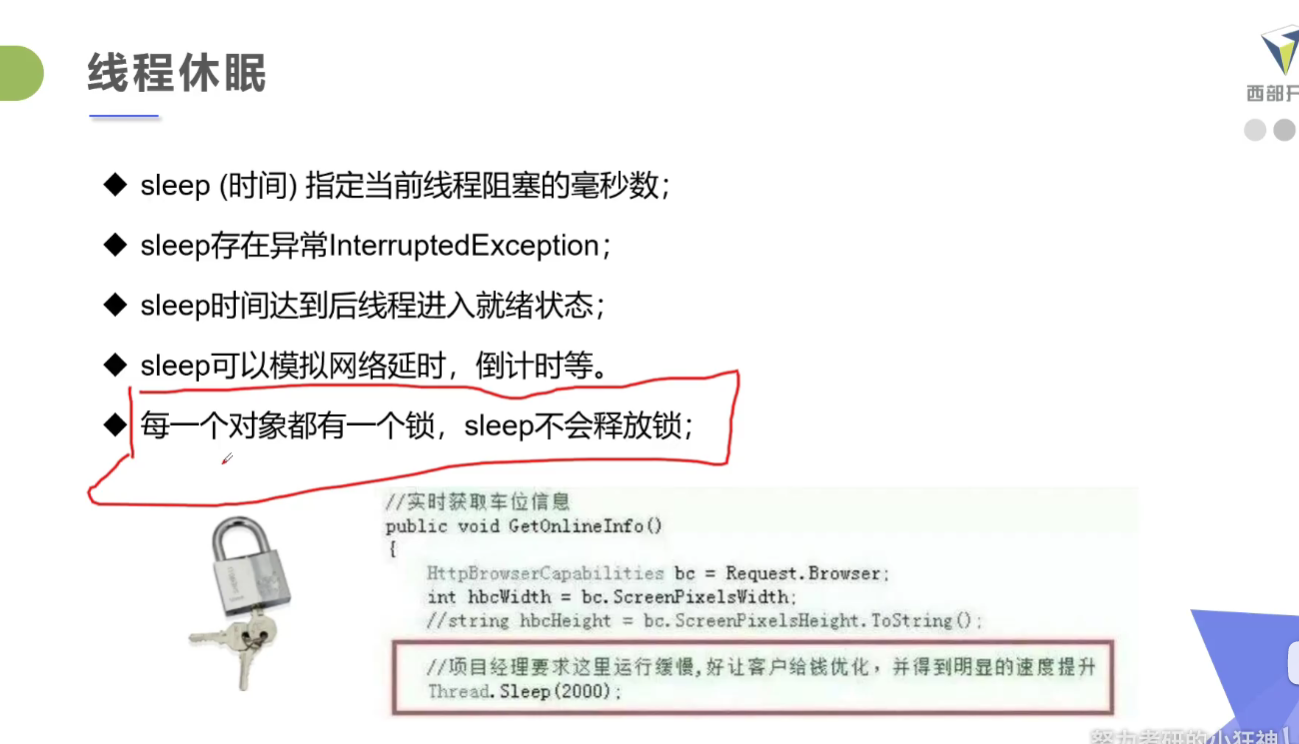 线程休眠
西部开
◆ sleep (时间) 指定当前线程阻塞的毫秒数；
◆ sleep存在异常InterruptedException；
◆ sleep时间达到后线程进入就绪状态；
◆ sleep可以模拟网络延时，倒计时等。
◆ 每一个对象都有一个锁，sleep不会释放锁；
//实时获取车位信息
public void GetOnlineInfo()
{
HttpBrowserCapabilities bc = Request.Browser;
int hbcWidth = bc.ScreenPixelsWidth;
//string hbcHeight = bc.ScreenPixelsHeight.ToString();
//项目经理要求这里运行缓慢,好让客户给钱优化，并得到明显的速度提升
Thread.Sleep(2000);
努力考研的小狂神